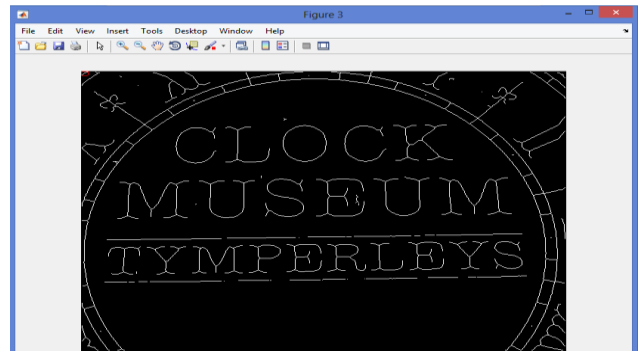 Figure 3
File Edit View Insert Tools Desktop Window Help
CLOCK
MUSEUM
TYMPERLEYS